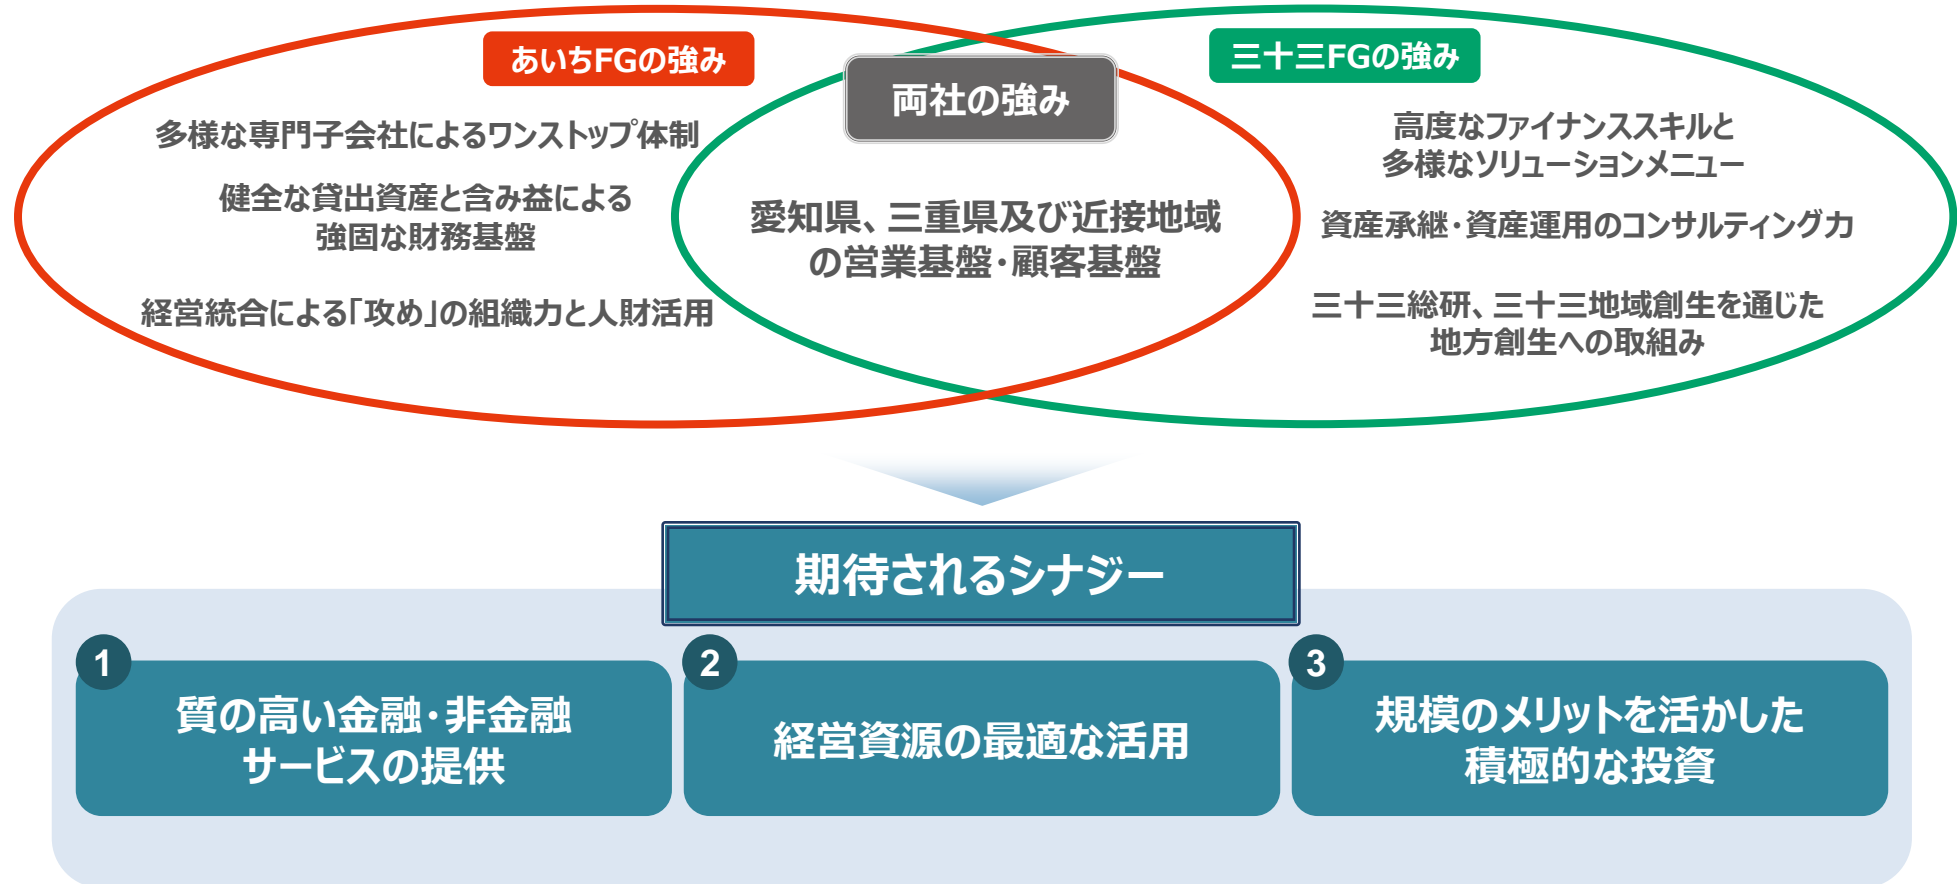 あいちFGの強み
多様な専門子会社によるワンストップ体制
健全な貸出資産と含み益による
強固な財務基盤
経営統合による「攻め」の組織力と人財活用
両社の強み
愛知県、三重県及び近接地域
の営業基盤・顧客基盤
三十三FGの強み
高度なファイナンススキルと
多様なソリューションメニュー
資産承継・資産運用のコンサルティング力
三十三総研、三十三地域創生を通じた
地方創生への取組み
期待されるシナジー
1
質の高い金融・非金融
サービスの提供
2
経営資源の最適な活用
3
規模のメリットを活かした
積極的な投資